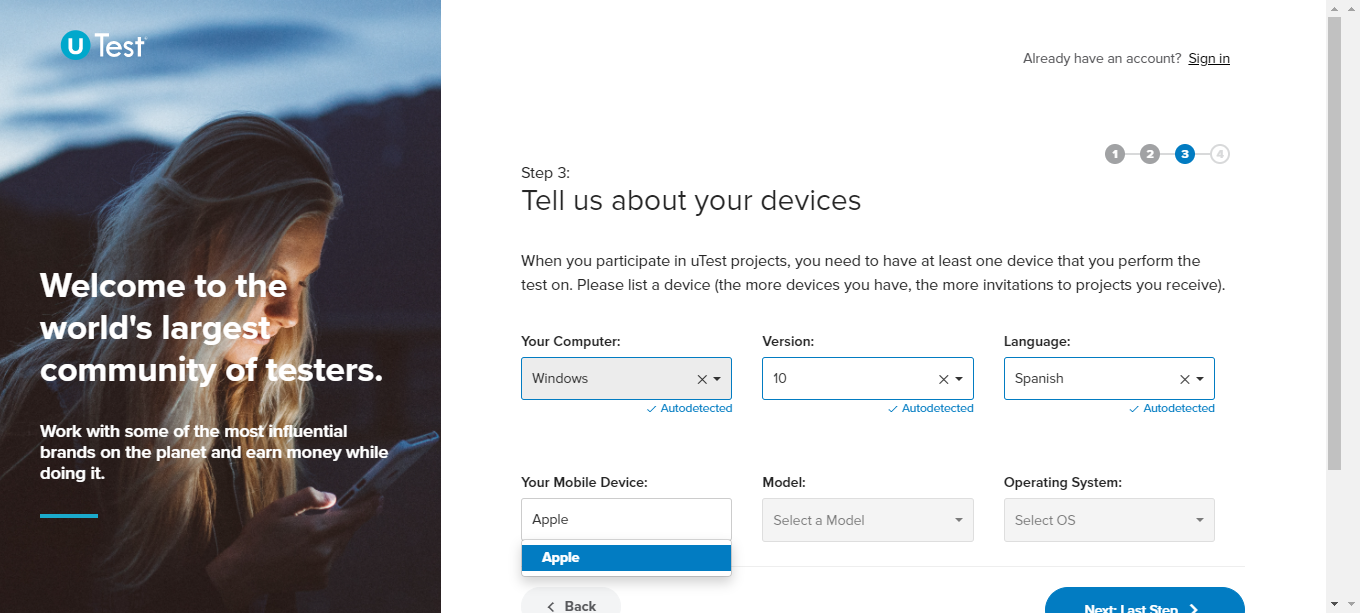 U Test
Already have an account? Sign in
1 2 3 4
Step 3:
Tell us about your devices
Welcome to the
world's largest
community of testers.
Work with some of the most influential
brands on the planet and earn money while
doing it.
When you participate in uTest projects, you need to have at least one device that you perform the
test on. Please list a device (the more devices you have, the more invitations to projects you receive).
Your Computer: Version: Language:
Windows 10 Spanish
Autodetected Autodetected Autodetected
Your Mobile Device: Model: Operating System:
Apple Select a Model Select OS
Apple
Back Next: Last Step